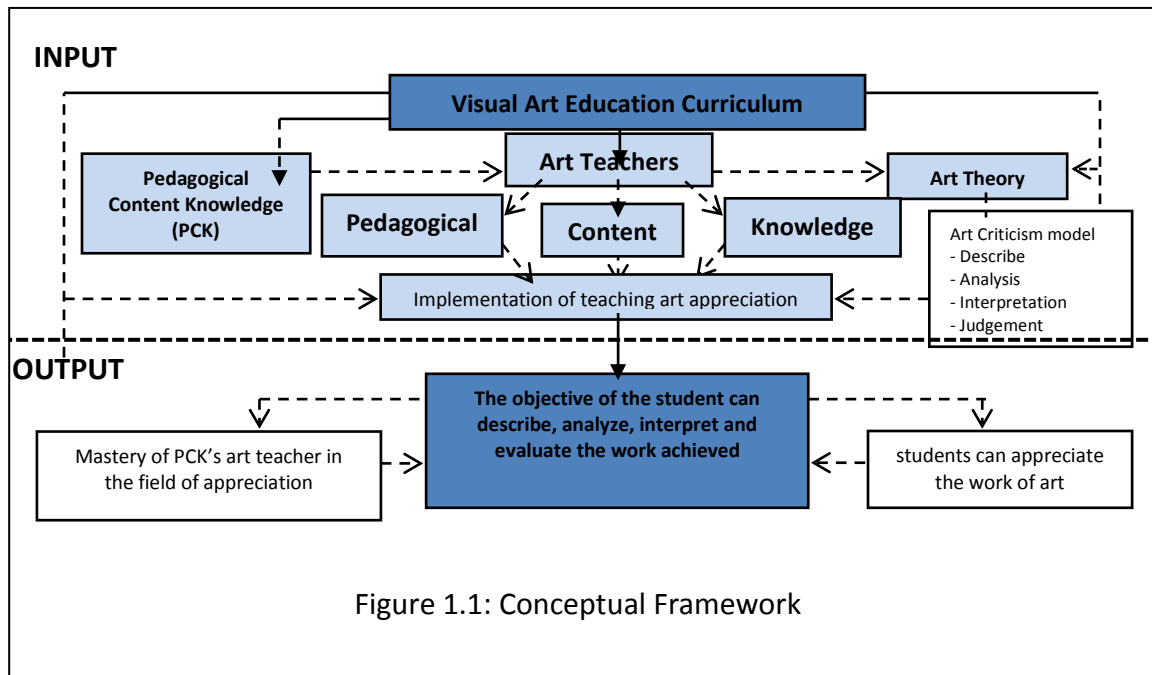 INPUT
Visual Art Education Curriculum
Pedagogical
Content Knowledge
(PCK)
Art Teachers
Art Theory
Pedagogical
Content
Knowledge
Art Criticism model
- Describe
- Analysis
- Interpretation
- Judgement
Implementation of teaching art appreciation
OUTPUT
The objective of the student can
describe, analyze, interpret and
evaluate the work achieved
Mastery of PCK’s art teacher in
the field of appreciation
students can appreciate
the work of art
Figure 1.1: Conceptual Framework